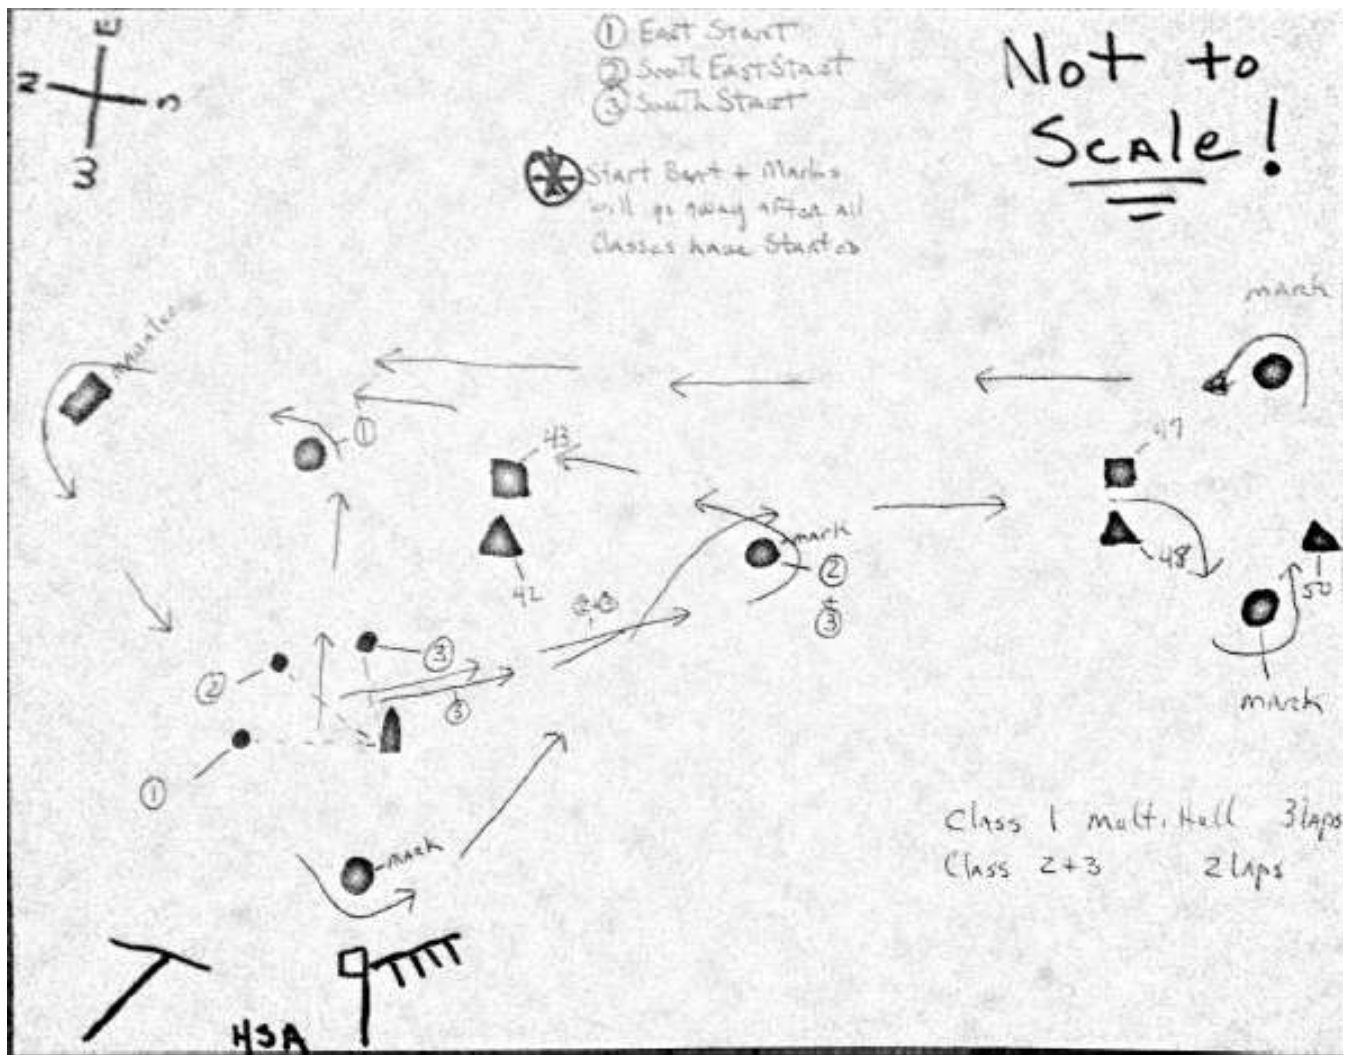 E
N S
W
① East Start
② South East Start
③ South Start
Start Boat + Marks
will go away after all
Classes have Started
Not to
Scale!
mark
①
43
47
mark
②
+
③
42
48
50
2+3
③
②
③
①
mark
mark
Class 1 Multi. Hull 3 laps
Class 2+3 2 laps
HSA